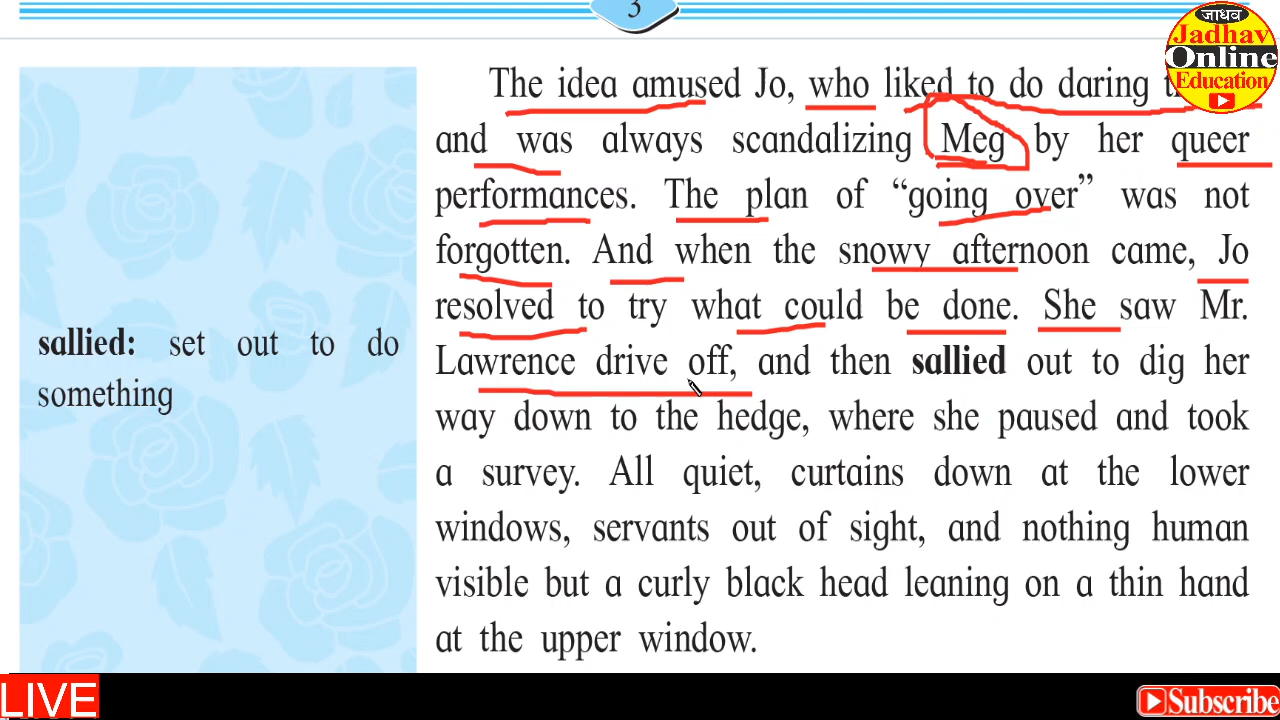 3
जाधव
Jadhav
Online
Education
The idea amused Jo, who liked to do daring
and was always scandalizing Meg by her queer
performances. The plan of “going over” was not
forgotten. And when the snowy afternoon came, Jo
resolved to try what could be done. She saw Mr.
Lawrence drive off, and then sallied out to dig her
way down to the hedge, where she paused and took
a survey. All quiet, curtains down at the lower
windows, servants out of sight, and nothing human
visible but a curly black head leaning on a thin hand
at the upper window.
sallied: set out to do
something
LIVE
Subscribe